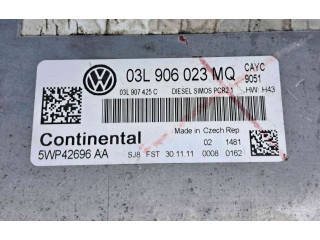 03L 906 023 MQ CAYC
9051
03L 907 425 C DIESEL SIMOS PCR2.1 HW H43
Continental
5WP42696 AA
Made in Czech Rep
02 1481
SJ8 FST 30.11.11 0008 0162